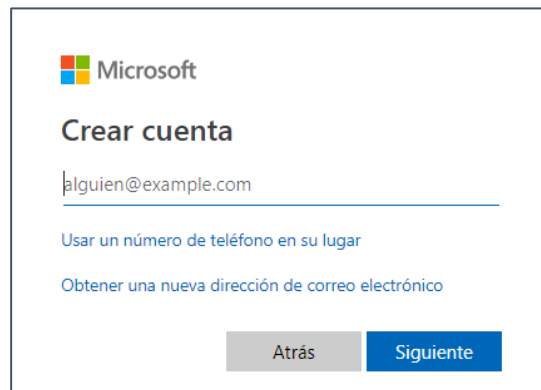 Microsoft
Crear cuenta
alguien@example.com
Usar un número de teléfono en su lugar
Obtener una nueva dirección de correo electrónico
Atrás
Siguiente